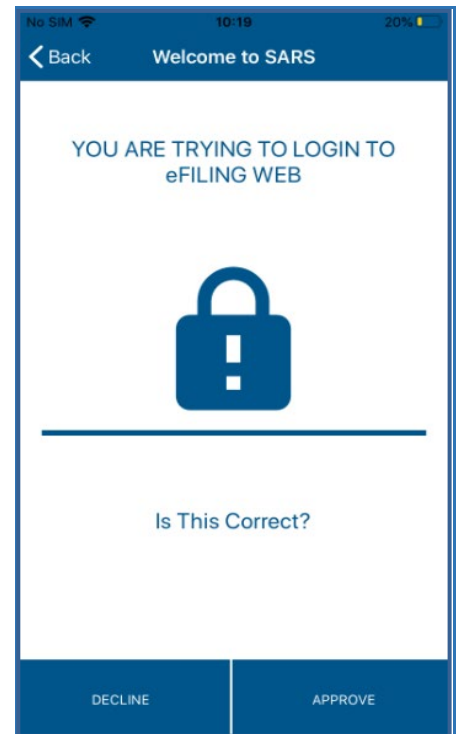 No SIM 10:19 20%
Back Welcome to SARS
YOU ARE TRYING TO LOGIN TO
eFILING WEB
Is This Correct?
DECLINE APPROVE